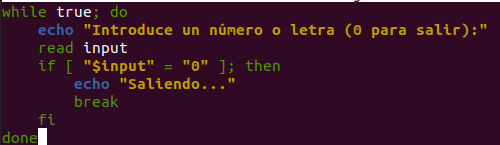 while true; do
    echo "Introduce un número o letra (0 para salir):"
    read input
    if [ "$input" = "0" ]; then
        echo "Saliendo..."
        break
    fi
done